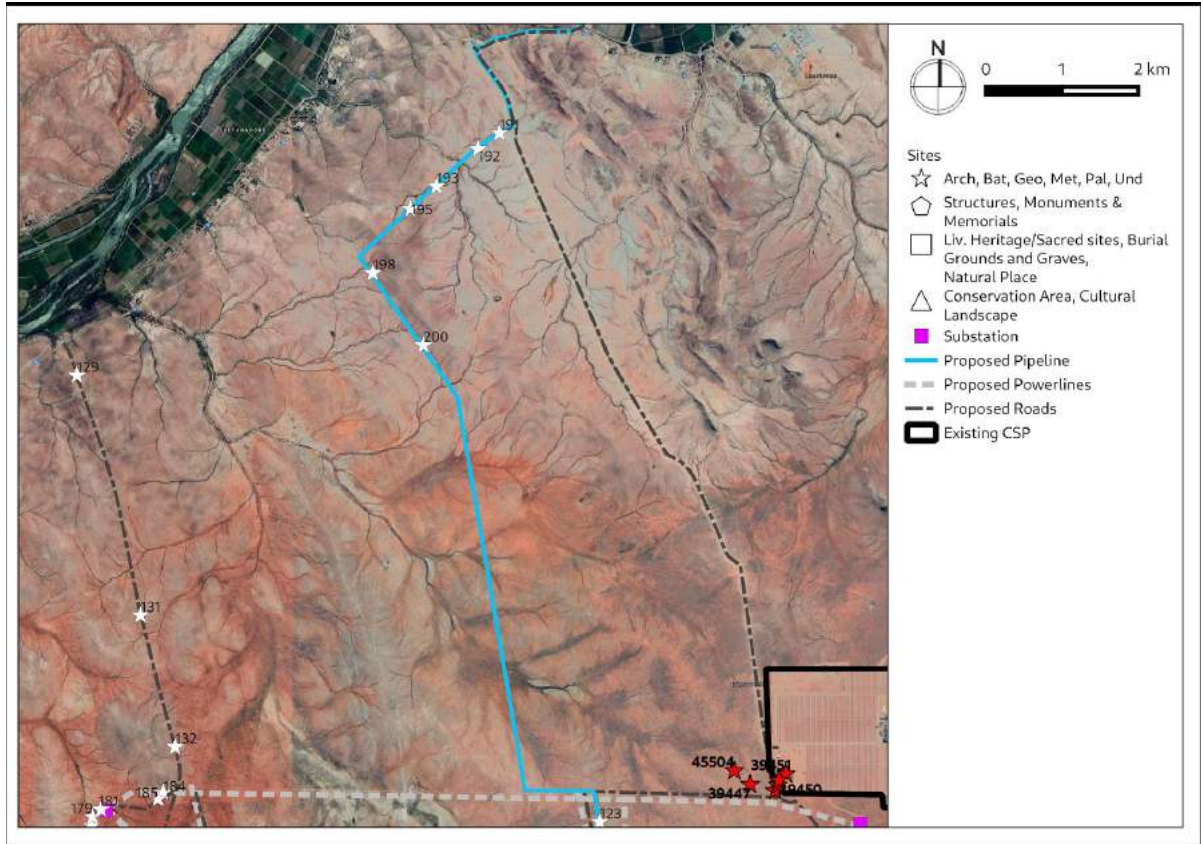 N
0 1 2 km
Sites
Arch, Bat, Geo, Met, Pal, Und
Structures, Monuments &
Memorials
Liv. Heritage/Sacred sites, Burial
Grounds and Graves,
Natural Place
Conservation Area, Cultural
Landscape
Substation
Proposed Pipeline
Proposed Powerlines
Proposed Roads
Existing CSP
191
192
193
195
198
200
129
131
132
184
185
181
179
123
45504
39447
39450